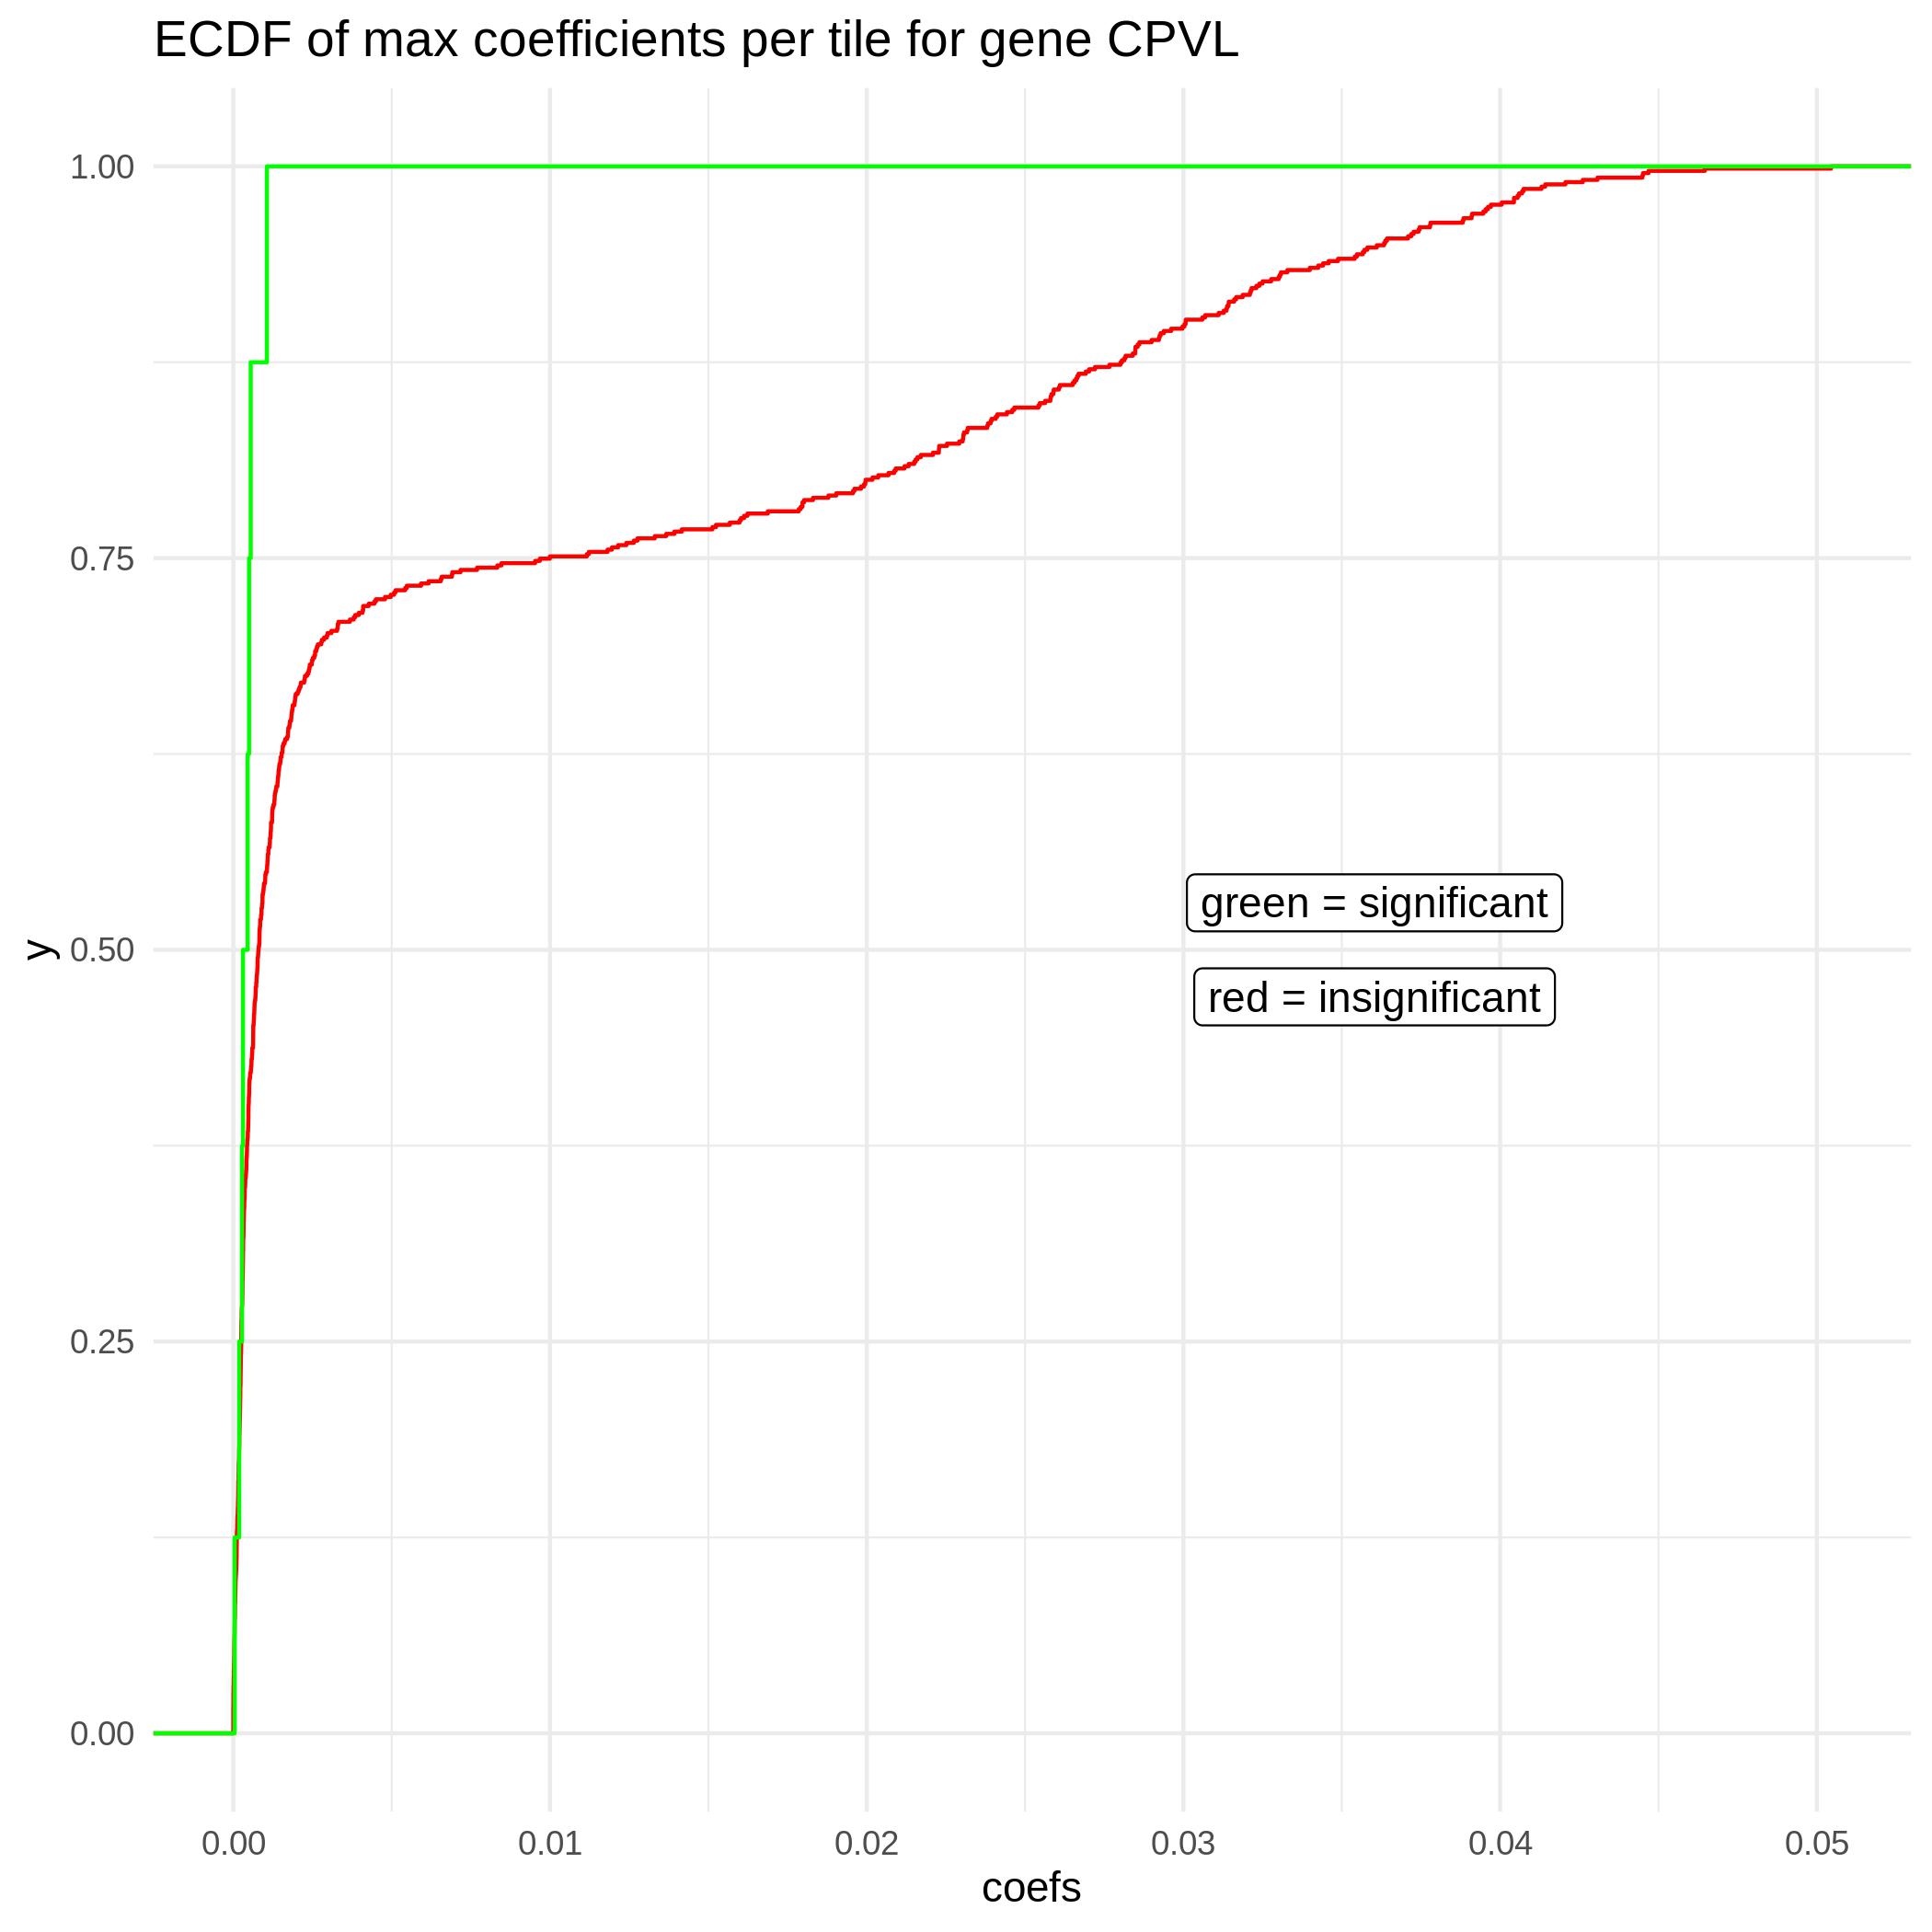 ECDF of max coefficients per tile for gene CPVL
1.00
0.75
0.50
0.25
0.00
y
green = significant
red = insignificant
0.00 0.01 0.02 0.03 0.04 0.05
coefs